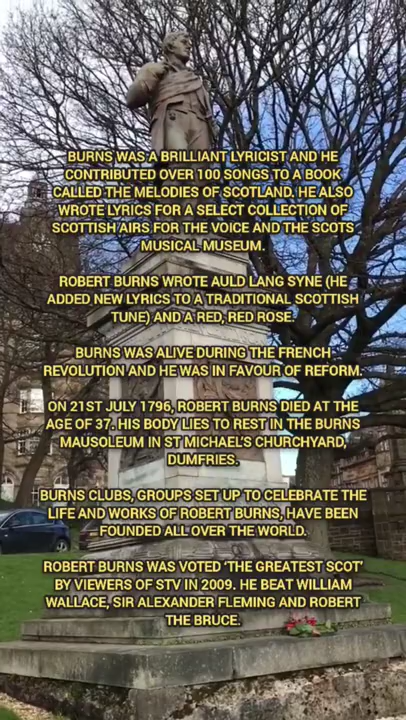 BURNS WAS A BRILLIANT LYRICIST AND HE
CONTRIBUTED OVER 100 SONGS TO A BOOK
CALLED THE MELODIES OF SCOTLAND. HE ALSO
WROTE LYRICS FOR A SELECT COLLECTION OF
SCOTTISH AIRS FOR THE VOICE AND THE SCOTS
MUSICAL MUSEUM.
ROBERT BURNS WROTE AULD LANG SYNE (HE
ADDED NEW LYRICS TO A TRADITIONAL SCOTTISH
TUNE) AND A RED, RED ROSE.
BURNS WAS ALIVE DURING THE FRENCH
REVOLUTION AND HE WAS IN FAVOUR OF REFORM.
ON 21ST JULY 1796, ROBERT BURNS DIED AT THE
AGE OF 37. HIS BODY LIES TO REST IN THE BURNS
MAUSOLEUM IN ST MICHAEL'S CHURCHYARD,
DUMFRIES.
BURNS CLUBS, GROUPS SET UP TO CELEBRATE THE
LIFE AND WORKS OF ROBERT BURNS, HAVE BEEN
FOUNDED ALL OVER THE WORLD.
ROBERT BURNS WAS VOTED 'THE GREATEST SCOT'
BY VIEWERS OF STV IN 2009. HE BEAT WILLIAM
WALLACE, SIR ALEXANDER FLEMING AND ROBERT
THE BRUCE.